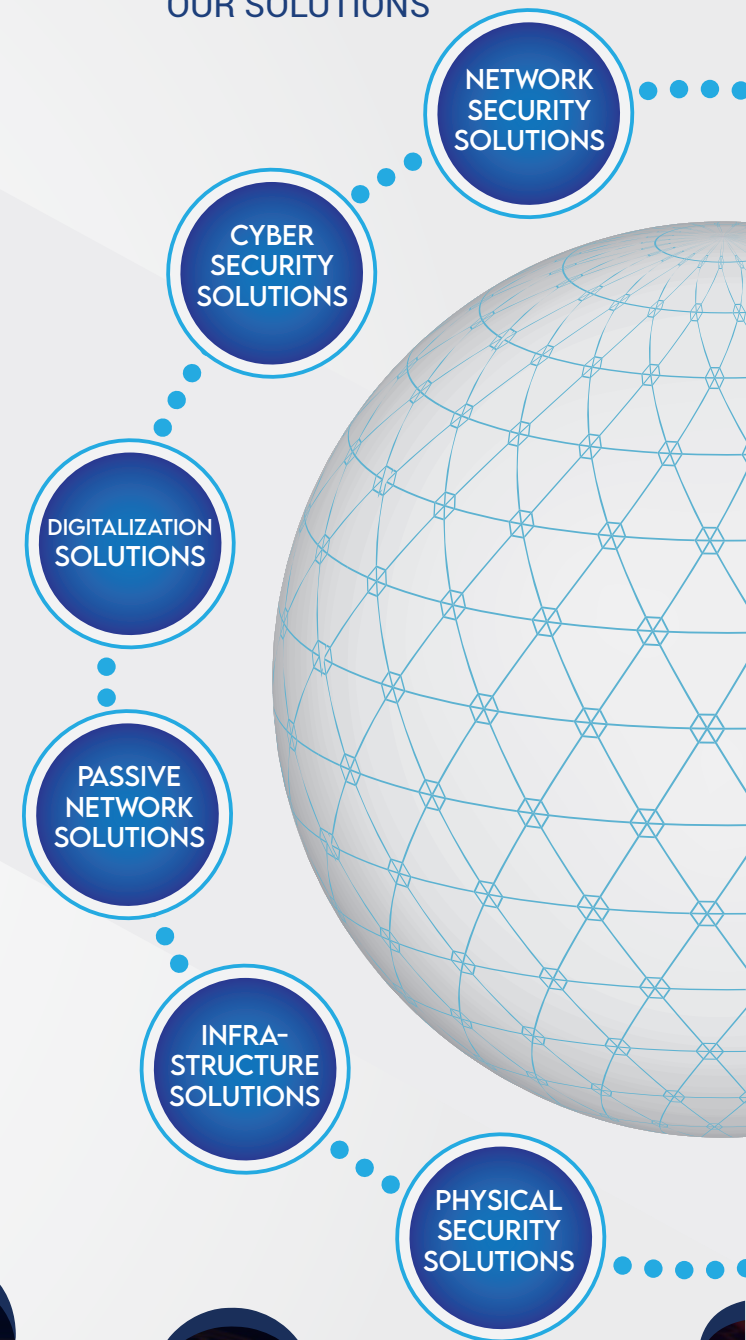 OUR SOLUTIONS
NETWORK
SECURITY
SOLUTIONS
CYBER
SECURITY
SOLUTIONS
DIGITALIZATION
SOLUTIONS
PASSIVE
NETWORK
SOLUTIONS
INFRA-
STRUCTURE
SOLUTIONS
PHYSICAL
SECURITY
SOLUTIONS